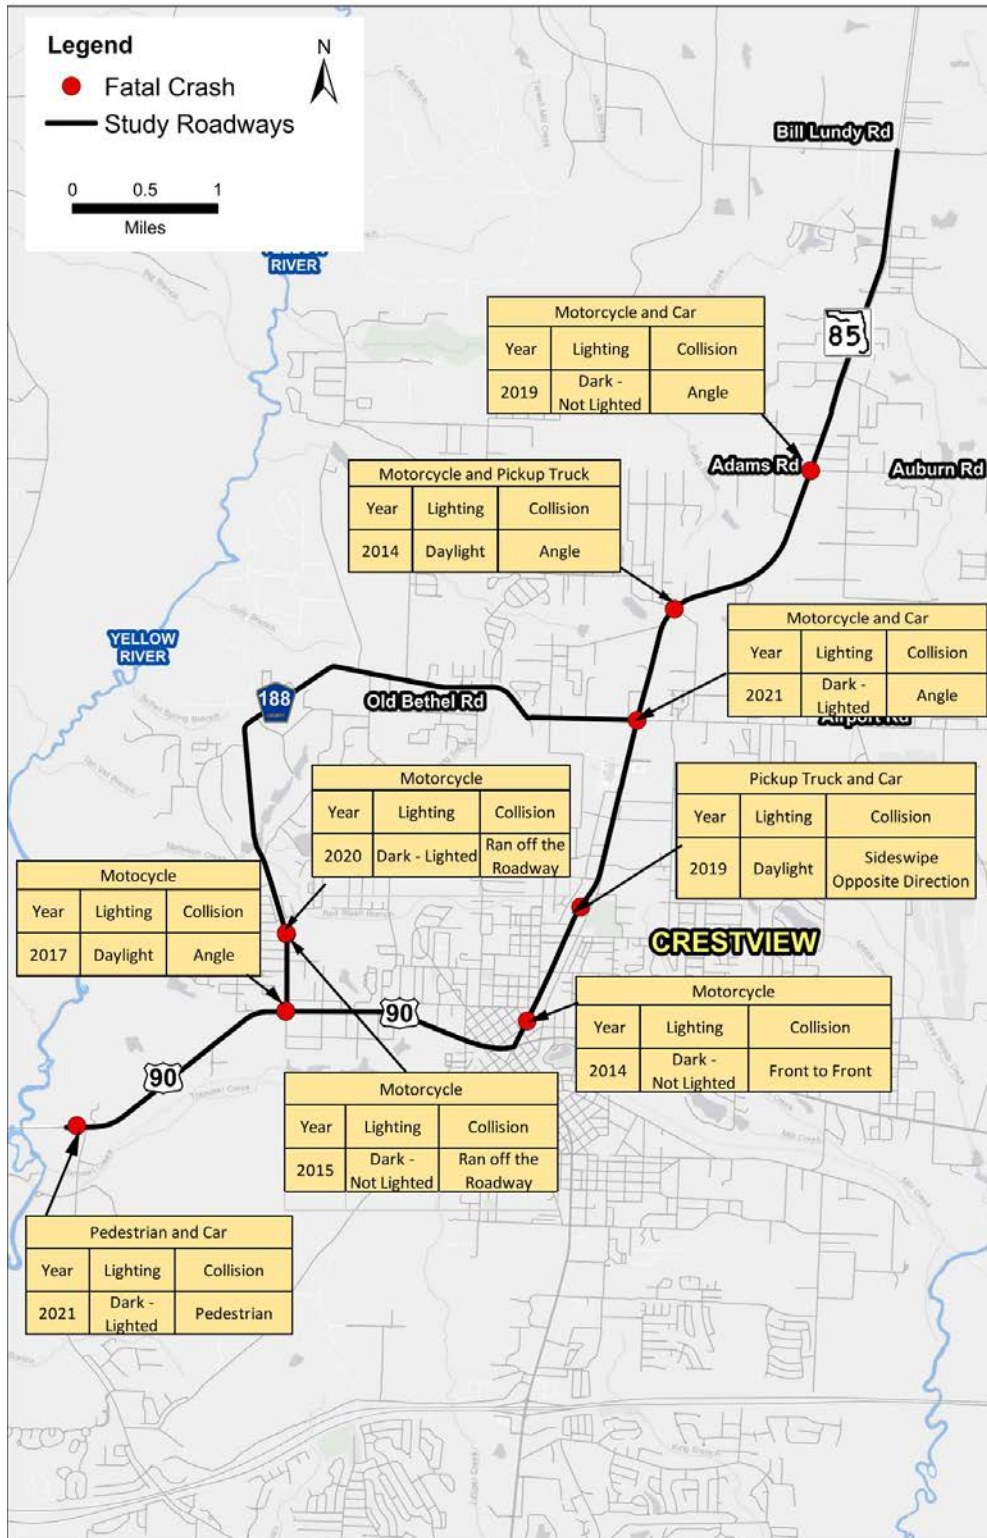 Legend
N
Fatal Crash
Study Roadways
0 0.5 1
Miles
Bill Lundy Rd
RIVER
Motorcycle and Car
Year Lighting Collision
2019 Dark - Not Lighted Angle
85
Adams Rd
Auburn Rd
Motorcycle and Pickup Truck
Year Lighting Collision
2014 Daylight Angle
YELLOW
RIVER
Motorcycle and Car
Year Lighting Collision
2021 Dark - Lighted Angle
Airport Rd
188
Old Bethel Rd
Motorcycle
Year Lighting Collision
2020 Dark - Lighted Ran off the Roadway
Pickup Truck and Car
Year Lighting Collision
2019 Daylight Sideswipe Opposite Direction
Motocycle
Year Lighting Collision
2017 Daylight Angle
CRESTVIEW
90
Motorcycle
Year Lighting Collision
2014 Dark - Not Lighted Front to Front
90
Motorcycle
Year Lighting Collision
2015 Dark - Not Lighted Ran off the Roadway
Pedestrian and Car
Year Lighting Collision
2021 Dark - Lighted Pedestrian
Mill Creek